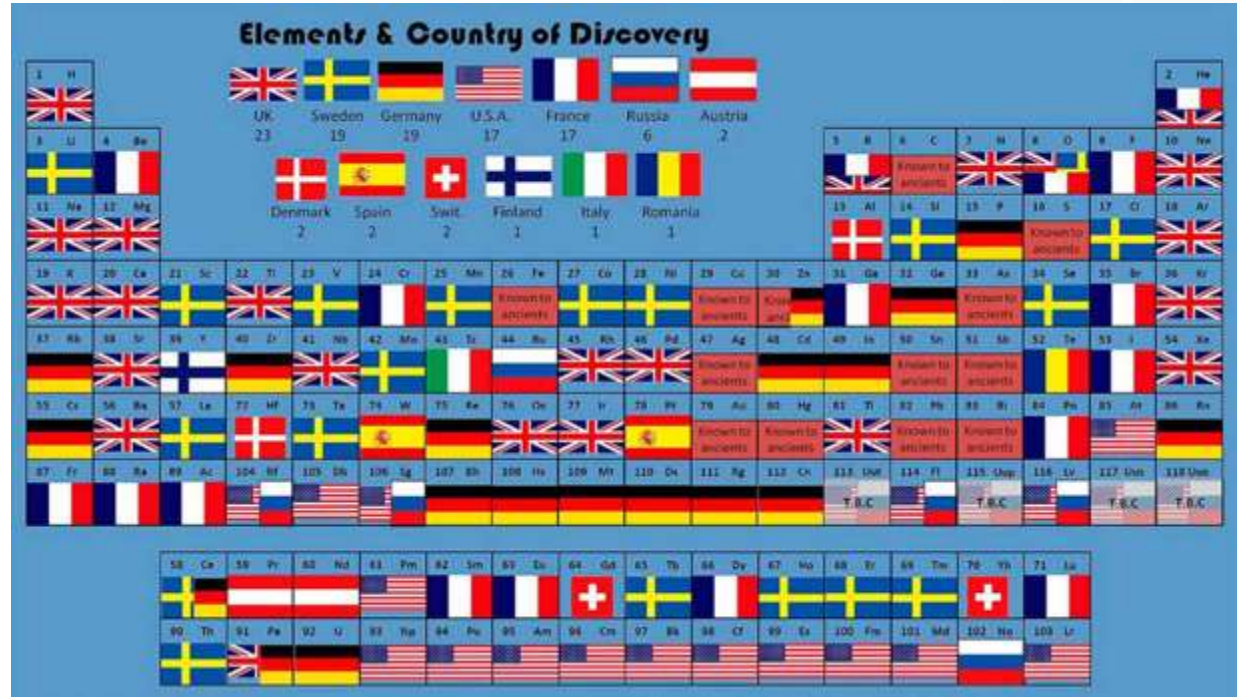 Elements & Country of Discovery
UK Sweden Germany U.S.A. France Russia Austria
23 19 19 17 17 6 2
Denmark Spain Swit. Finland Italy Romania
2 2 2 1 1 1
1 H 2 He
3 Li 4 Be 5 B 6 C 7 N 8 O 9 F 10 Ne
Known to
ancients
11 Na 12 Mg 13 Al 14 Si 15 P 16 S 17 Cl 18 Ar
Known to
ancients
19 K 20 Ca 21 Sc 22 Ti 23 V 24 Cr 25 Mn 26 Fe 27 Co 28 Ni 29 Cu 30 Zn 31 Ga 32 Ge 33 As 34 Se 35 Br 36 Kr
Known to Known to Known to
ancients ancients ancients
37 Rb 38 Sr 39 Y 40 Zr 41 Nb 42 Mo 43 44 Ru 45 Rh 46 Pd 47 Ag 48 Cd 49 In 50 Sn 51 Sb 52 Te 53 I 54 Xe
Known to Known to Known to
ancients ancients ancients
55 Cs 56 Ba 57 La 73 Ta 74 W 75 Re 76 Os 77 Ir 78 Pt 79 Au 80 Hg 81 Tl 82 Pb 83 Bi 84 Po 85 At 86 Rn
Known to Known to Known to Known to
ancients ancients ancients ancients
87 Fr 88 Ra 89 Ac 104 Rf 105 Db 106 Sg 107 Bh 108 Hs 109 Mt 110 Ds 111 Rg 112 Cn 113 Uut 114 Fl 115 Uup 116 Lv 117 Uus 118 Uuo
T.B.C T.B.C T.B.C T.B.C
58 Ce 59 Pr 60 Nd 61 Pm 62 Sm 63 Eu 64 Gd 65 Tb 66 Dy 67 Ho 68 Er 69 Tm 70 Yb 71 Lu
90 Th 91 Pa 92 U 93 Np 94 Pu 95 Am 96 Cm 97 Bk 98 Cf 99 Es 100 Fm 101 Md 102 No 103 Lr